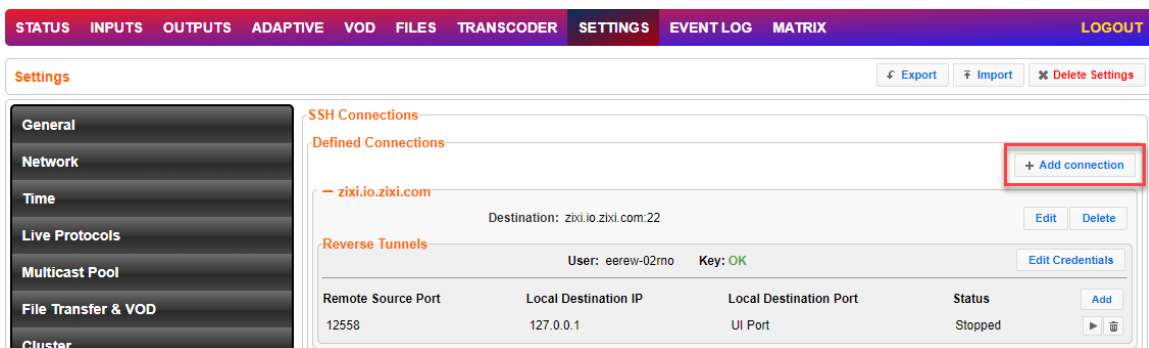 STATUS INPUTS OUTPUTS ADAPTIVE VOD FILES TRANSCODER SETTINGS EVENT LOG MATRIX LOGOUT
Settings Export Import Delete Settings
General
Network
Time
Live Protocols
Multicast Pool
File Transfer & VOD
Cluster
SSH Connections
Defined Connections
+ Add connection
zixi.io.zixi.com
Destination: zixi.io.zixi.com:22 Edit Delete
Reverse Tunnels
User: eerew-02rno Key: OK Edit Credentials
Remote Source Port Local Destination IP Local Destination Port Status Add
12558 127.0.0.1 UI Port Stopped